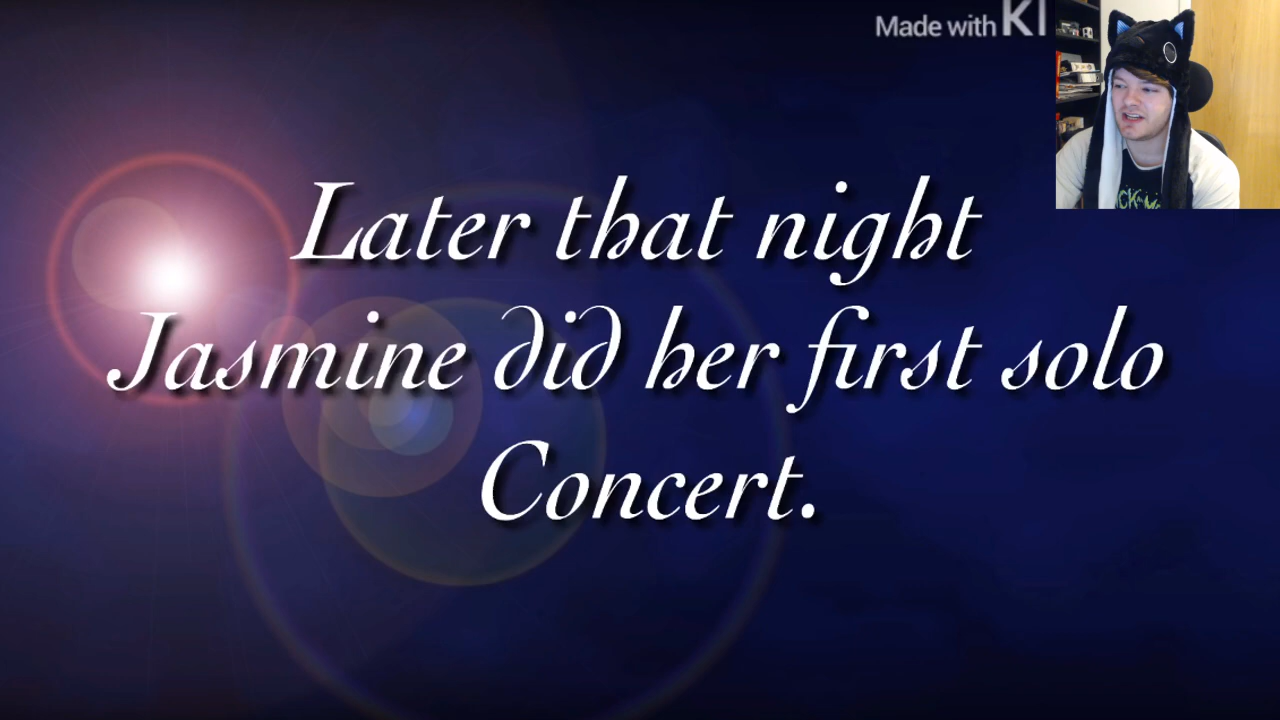 Made with KI
Later that night
Jasmine did her first solo
Concert.